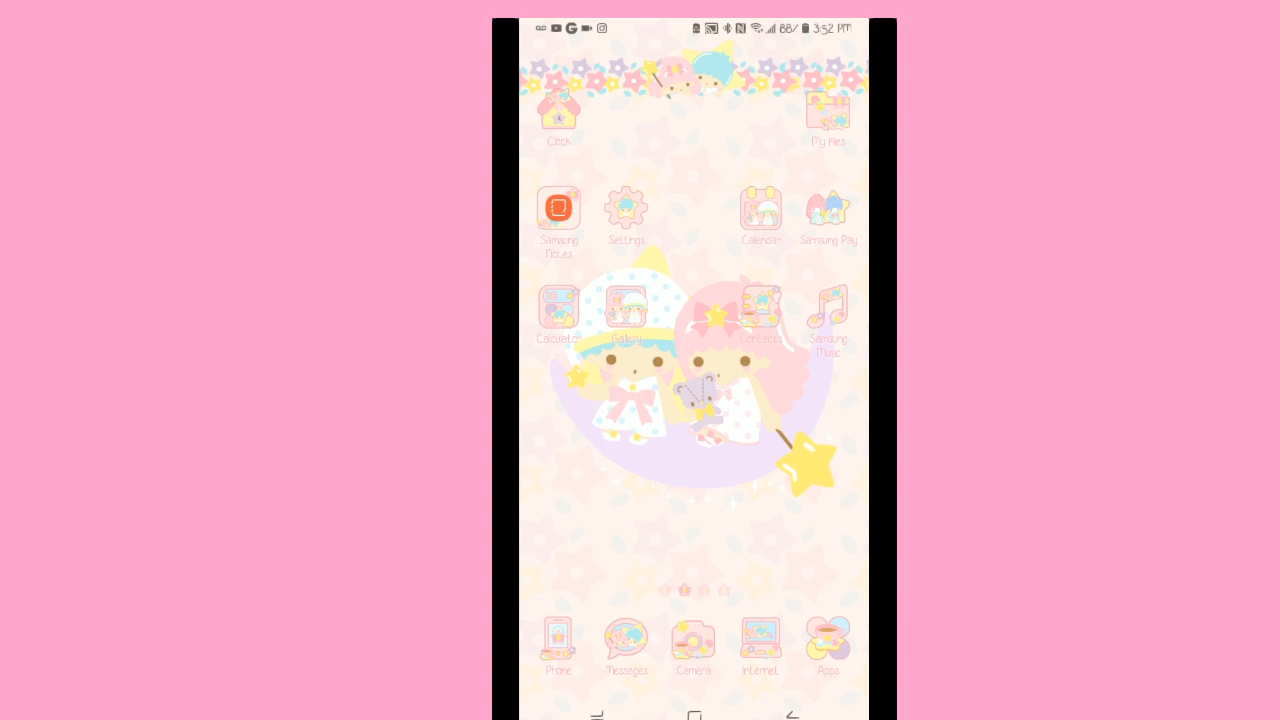 88% 3:52 PM
Clock
My Files
Samsung
Notes
Settings
Calendar
Samsung Pay
Calculator
Gallery
Contacts
Samsung
Music
Phone
Messages
Camera
Internet
Apps